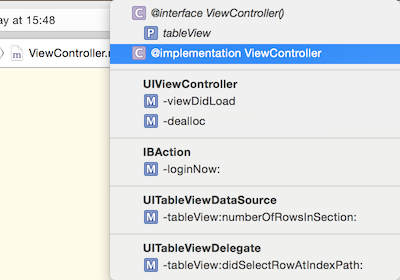 @interface ViewController()
P tableView
ay at 15:48
C @implementation ViewController
m ViewController.
UIViewController
M -viewDidLoad
M -dealloc
IBAction
M -loginNow:
UITableViewDataSource
M -tableView:numberOfRowsInSection:
UITableViewDelegate
M -tableView:didSelectRowAtIndexPath: